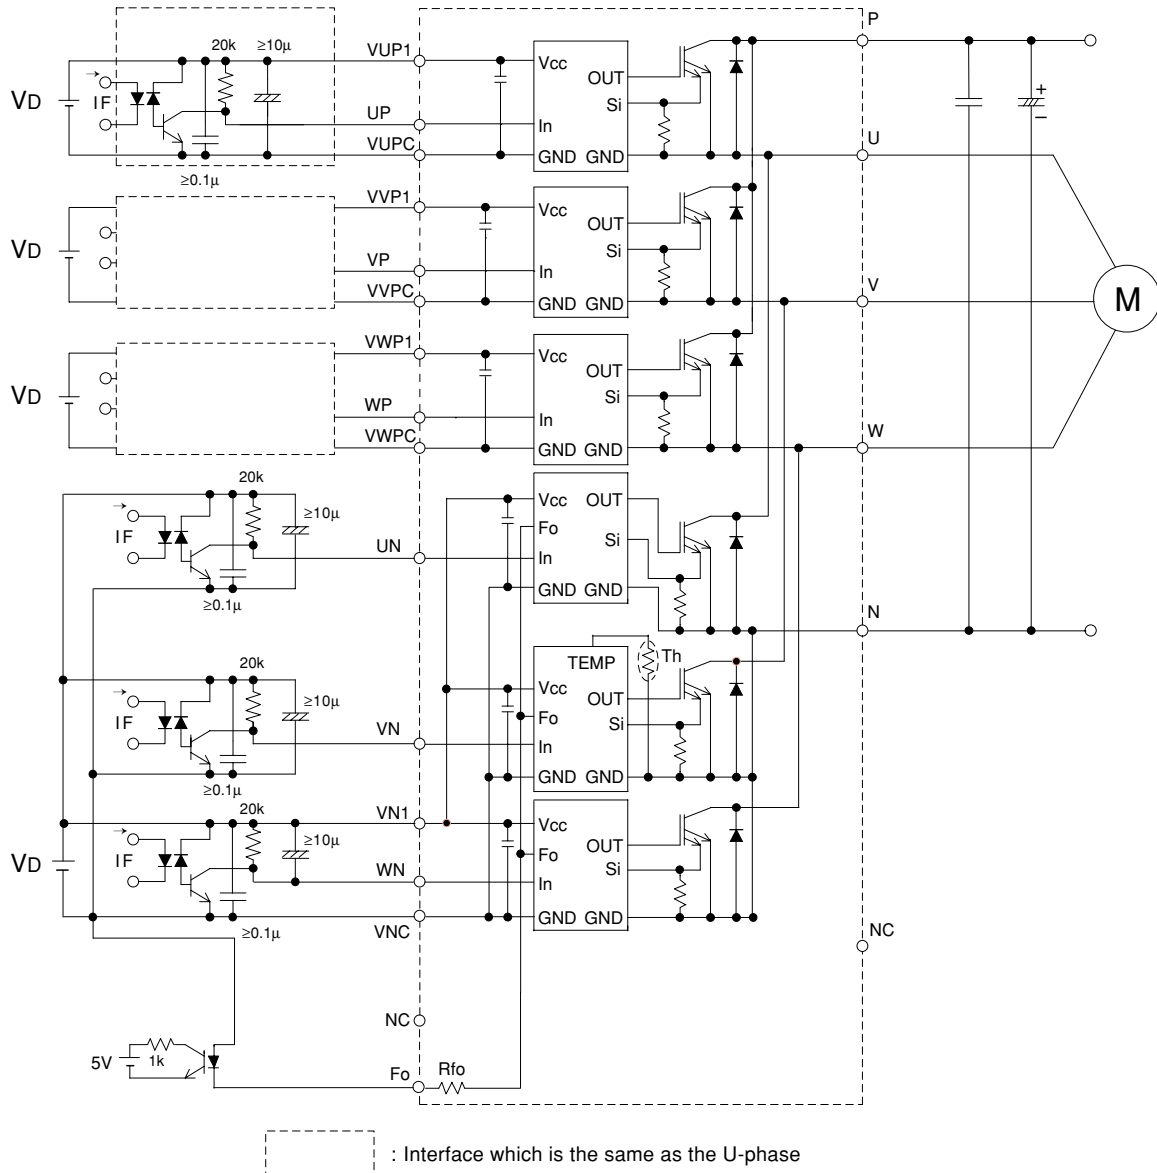 P
20k
≥10µ
VUP1
Vcc
OUT
+
IF
VD
Si
−
UP
In
U
VUPC
GND GND
≥0.1µ
VVP1
Vcc
OUT
VD
Si
VP
In
VVPC
GND GND
V
M
VWP1
Vcc
OUT
VD
Si
WP
In
W
VWPC
GND GND
20k
Vcc OUT
≥10µ
Fo
IF
Si
UN
In
GND GND
≥0.1µ
N
TEMP
Th
20k
Vcc
≥10µ
OUT
IF
Fo
Si
VN
In
GND GND
≥0.1µ
20k
VN1
Vcc
≥10µ
OUT
VD
IF
Fo
Si
WN
In
GND GND
VNC
≥0.1µ
NC
NC
5V
1k
Fo
Rfo
: Interface which is the same as the U-phase